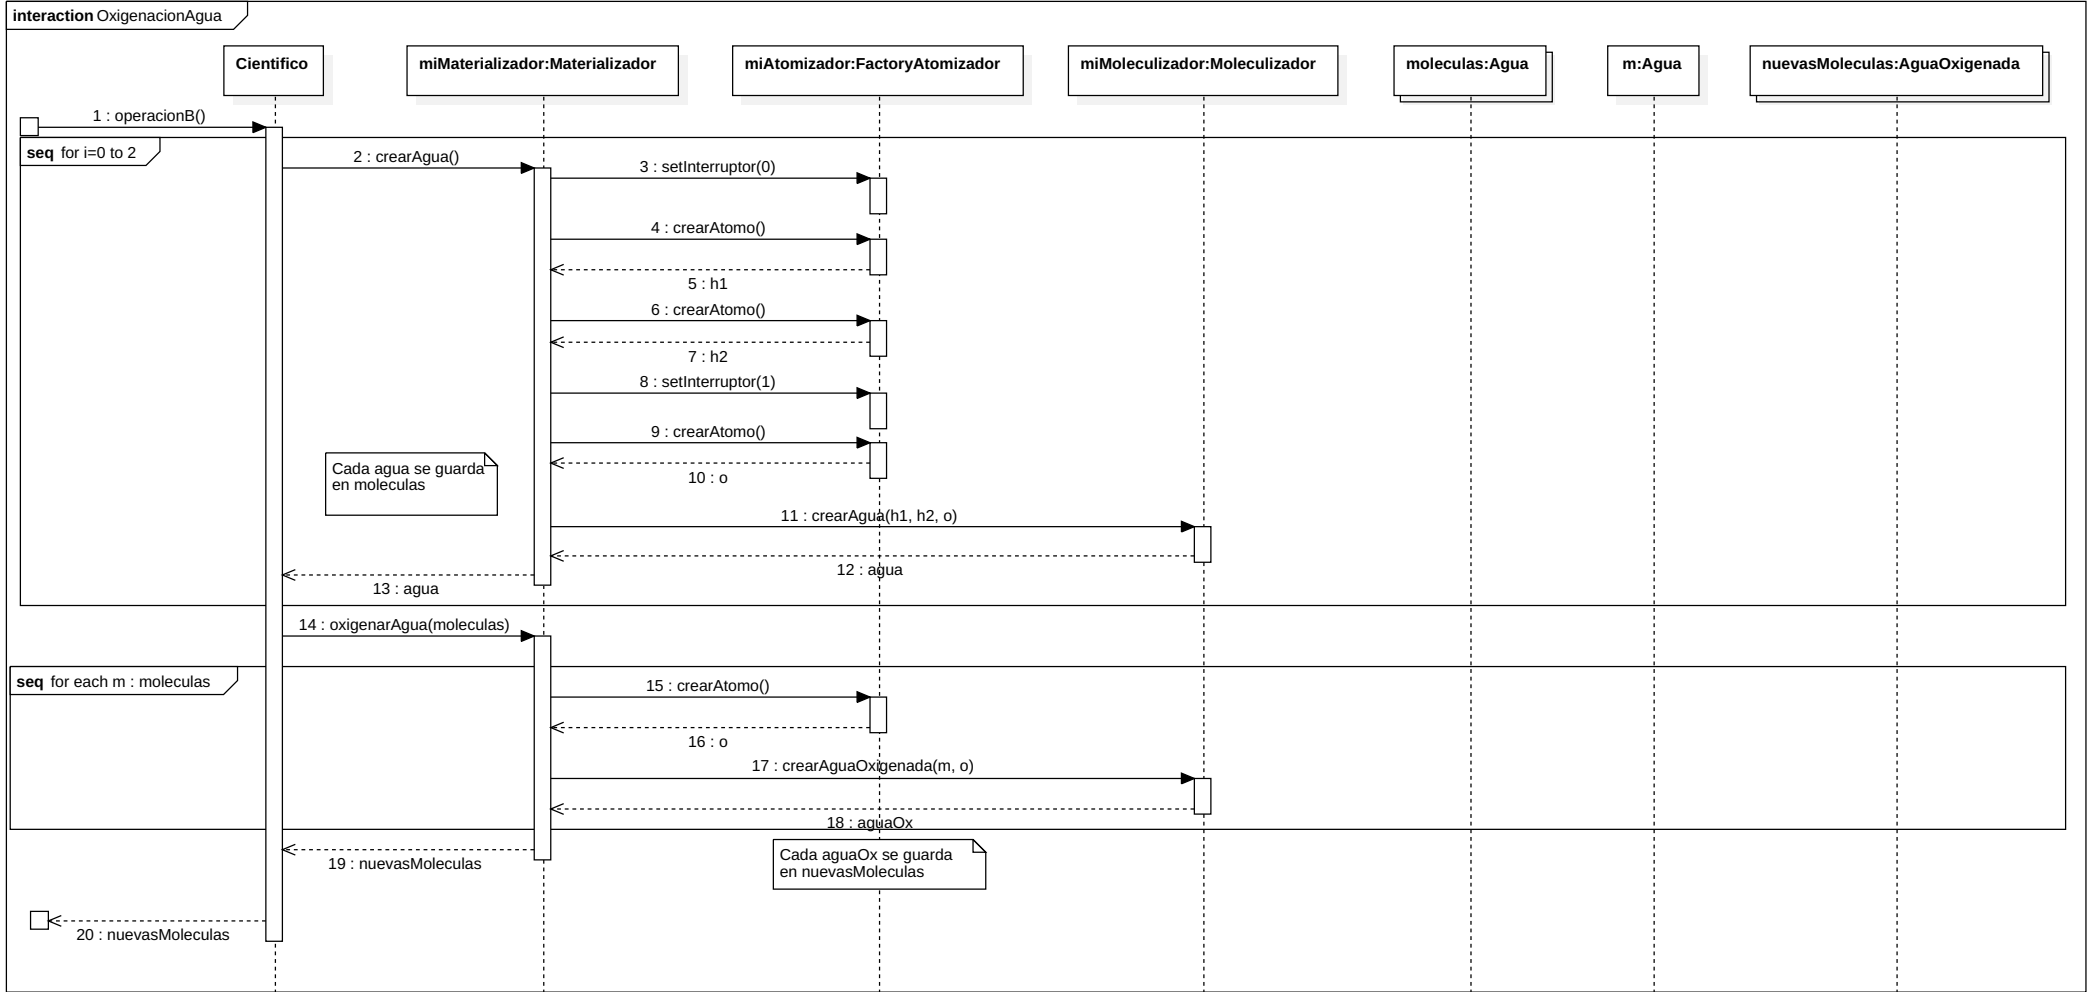 interaction OxigenacionAgua
Cientifico
miMaterializador:Materializador
miAtomizador:FactoryAtomizador
miMoleculizador:Moleculizador
moleculas:Agua
m:Agua
nuevasMoleculas:AguaOxigenada
1 : operacionB()
seq for i=0 to 2
2 : crearAgua()
3 : setInterruptor(0)
4 : crearAtomo()
5 : h1
6 : crearAtomo()
7 : h2
8 : setInterruptor(1)
9 : crearAtomo()
Cada agua se guarda
en moleculas
10 : o
11 : crearAgua(h1, h2, o)
12 : agua
13 : agua
14 : oxigenarAgua(moleculas)
seq for each m : moleculas
15 : crearAtomo()
16 : o
17 : crearAguaOxigenada(m, o)
18 : aguaOx
Cada aguaOx se guarda
en nuevasMoleculas
19 : nuevasMoleculas
20 : nuevasMoleculas